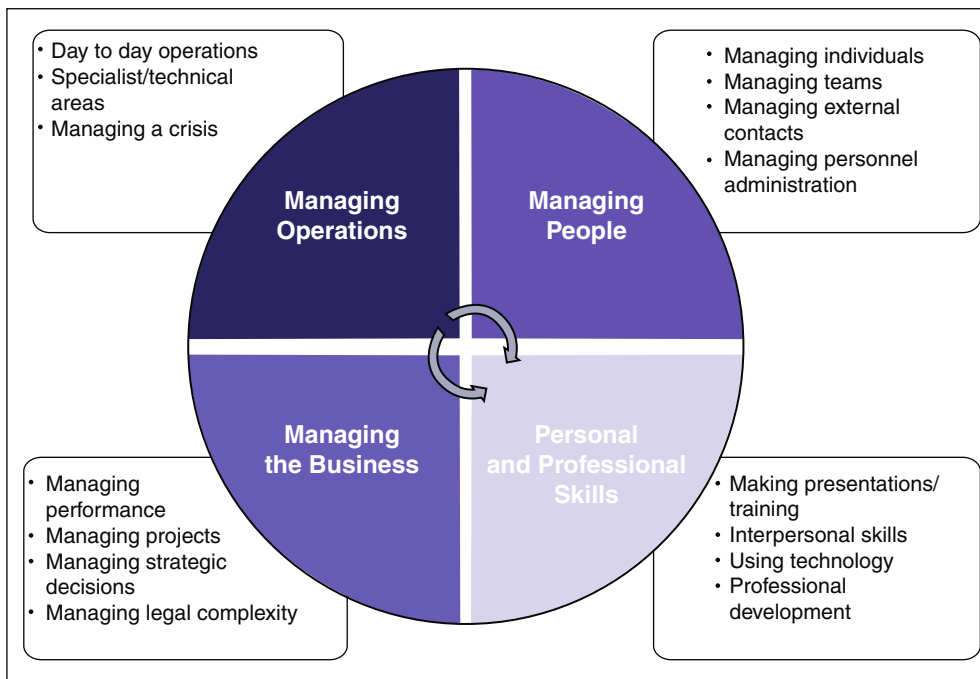 • Day to day operations
• Specialist/technical
areas
• Managing a crisis
• Managing individuals
• Managing teams
• Managing external
contacts
• Managing personnel
administration
Managing
Operations
Managing
People
Managing
the Business
Personal
and Professional
Skills
• Managing
performance
• Managing projects
• Managing strategic
decisions
• Managing legal complexity
• Making presentations/
training
• Interpersonal skills
• Using technology
• Professional
development